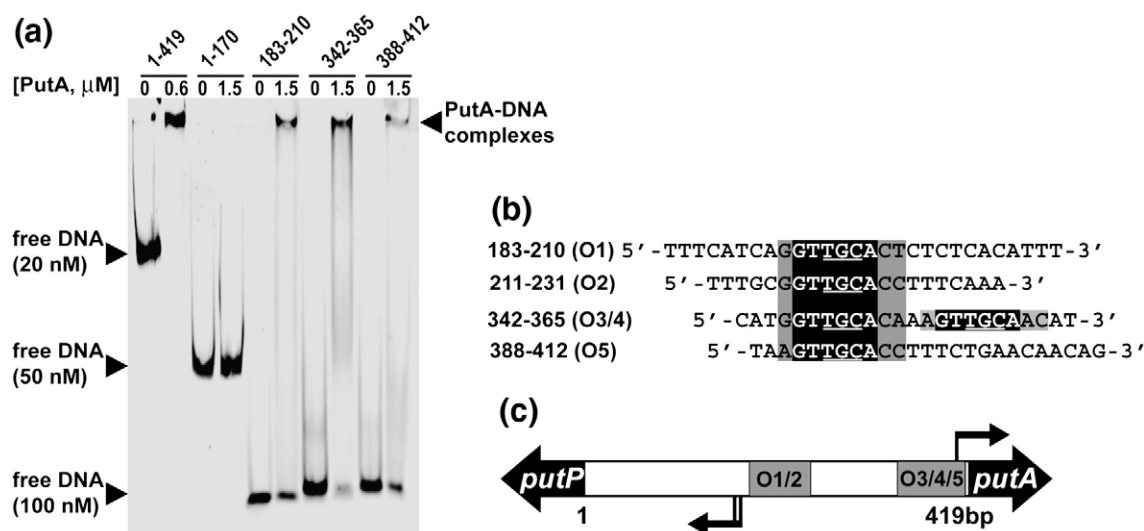 (a)
1-419 1-170 183-210 342-365 388-412
[PutA, μM] 0 0.6 0 1.5 0 1.5 0 1.5 0 1.5
PutA-DNA
complexes
free DNA
(20 nM)
free DNA
(50 nM)
free DNA
(100 nM)
(b)
183-210 (O1) 5′-TTTCATCAGGTTGCACTCTCTCACATTT-3′
211-231 (O2) 5′-TTTGCGGTTGCACCTTTCAAA-3′
342-365 (O3/4) 5′-CATGGTTGCACAAAGTTGCAACAT-3′
388-412 (O5) 5′-TAAGTTGCACCTTTCTGAACAACAG-3′
(c)
putP O1/2 O3/4/5 putA
1 419bp